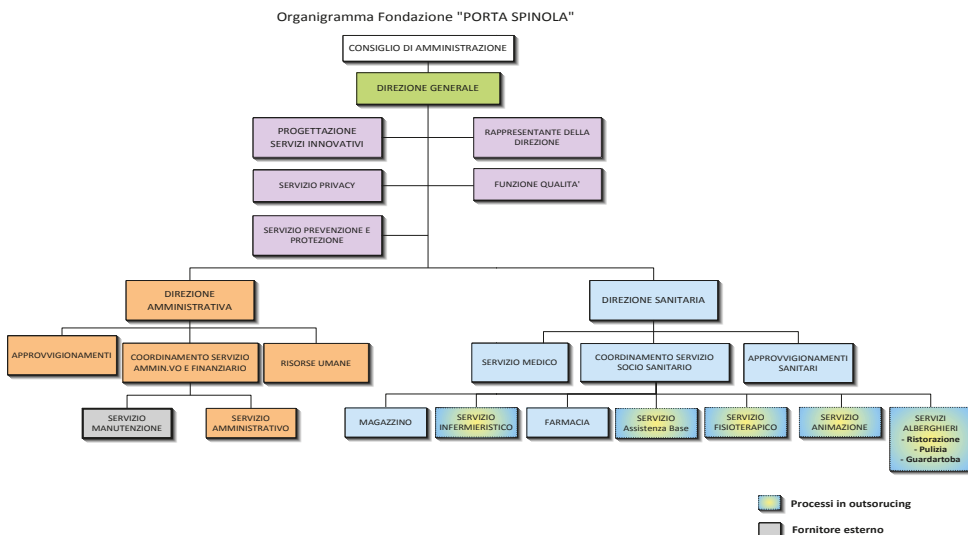 Organigramma Fondazione "PORTA SPINOLA"
CONSIGLIO DI AMMINISTRAZIONE
DIREZIONE GENERALE
PROGETTAZIONE
SERVIZI INNOVATIVI
RAPPRESENTANTE DELLA
DIREZIONE
SERVIZIO PRIVACY
FUNZIONE QUALITA'
SERVIZIO PREVENZIONE E
PROTEZIONE
DIREZIONE
AMMINISTRATIVA
DIREZIONE SANITARIA
APPROVVIGIONAMENTI
COORDINAMENTO SERVIZIO
AMMIN.VO E FINANZIARIO
RISORSE UMANE
SERVIZIO MEDICO
COORDINAMENTO SERVIZIO
SOCIO SANITARIO
APPROVVIGIONAMENTI
SANITARI
SERVIZIO
MANUTENZIONE
SERVIZIO
AMMINISTRATIVO
MAGAZZINO
SERVIZIO
INFERMIERISTICO
FARMACIA
SERVIZIO
Assistenza Base
SERVIZIO
FISIOTERAPICO
SERVIZIO
ANIMAZIONE
SERVIZI
ALBERGHIERI
- Ristorazione
- Pulizia
- Guardartoba
Processi in outsorucing
Fornitore esterno